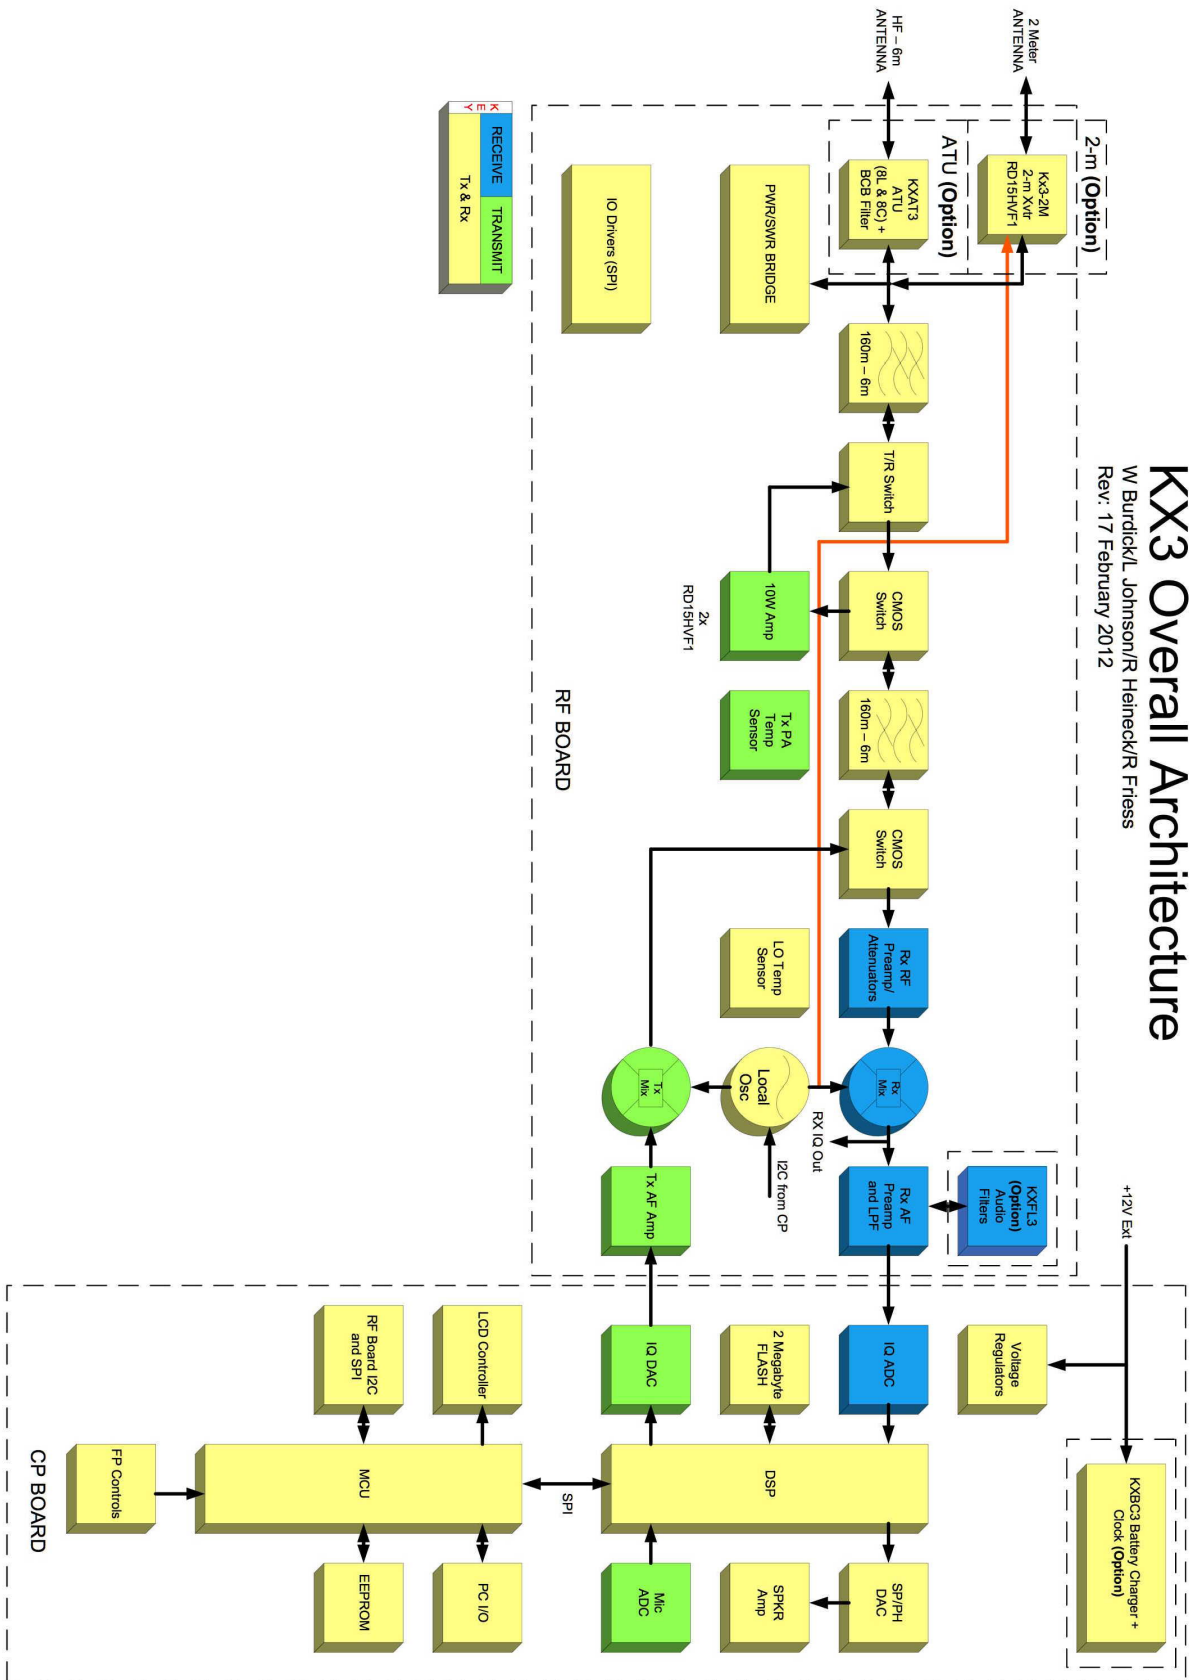 KX3 Overall Architecture
W Burdick/L Johnson/R Heineck/R Friess
Rev: 17 February 2012
2 Meter
ANTENNA
HF – 6m
ANTENNA
2-m (Option)
Kx3-2M
2-m Xvtr
RD15HVF1
ATU (Option)
KXAT3
ATU
(8L & 8C) +
BCB Filter
PWR/SWR BRIDGE
IO Drivers (SPI)
160m – 6m
T/R Switch
CMOS
Switch
160m – 6m
CMOS
Switch
Rx RF
Preamp/
Attenuators
Rx
Mix
Rx AF
Preamp
and LPF
KXFL3
(Option)
Audio
Filters
10W Amp
2x
RD15HVF1
Tx PA
Temp
Sensor
LO Temp
Sensor
Local
Osc
RX IQ Out
I2C from CP
Tx
Mix
Tx AF Amp
RF BOARD
KEY
RECEIVE
TRANSMIT
Tx & Rx
+12V Ext
Voltage
Regulators
KXBC3 Battery Charger +
Clock (Option)
IQ ADC
2 Megabyte
FLASH
IQ DAC
DSP
SP/PH
DAC
SPKR
Amp
Mic
ADC
SPI
LCD Controller
RF Board I2C
and SPI
MCU
PC I/O
EEPROM
FP Controls
CP BOARD